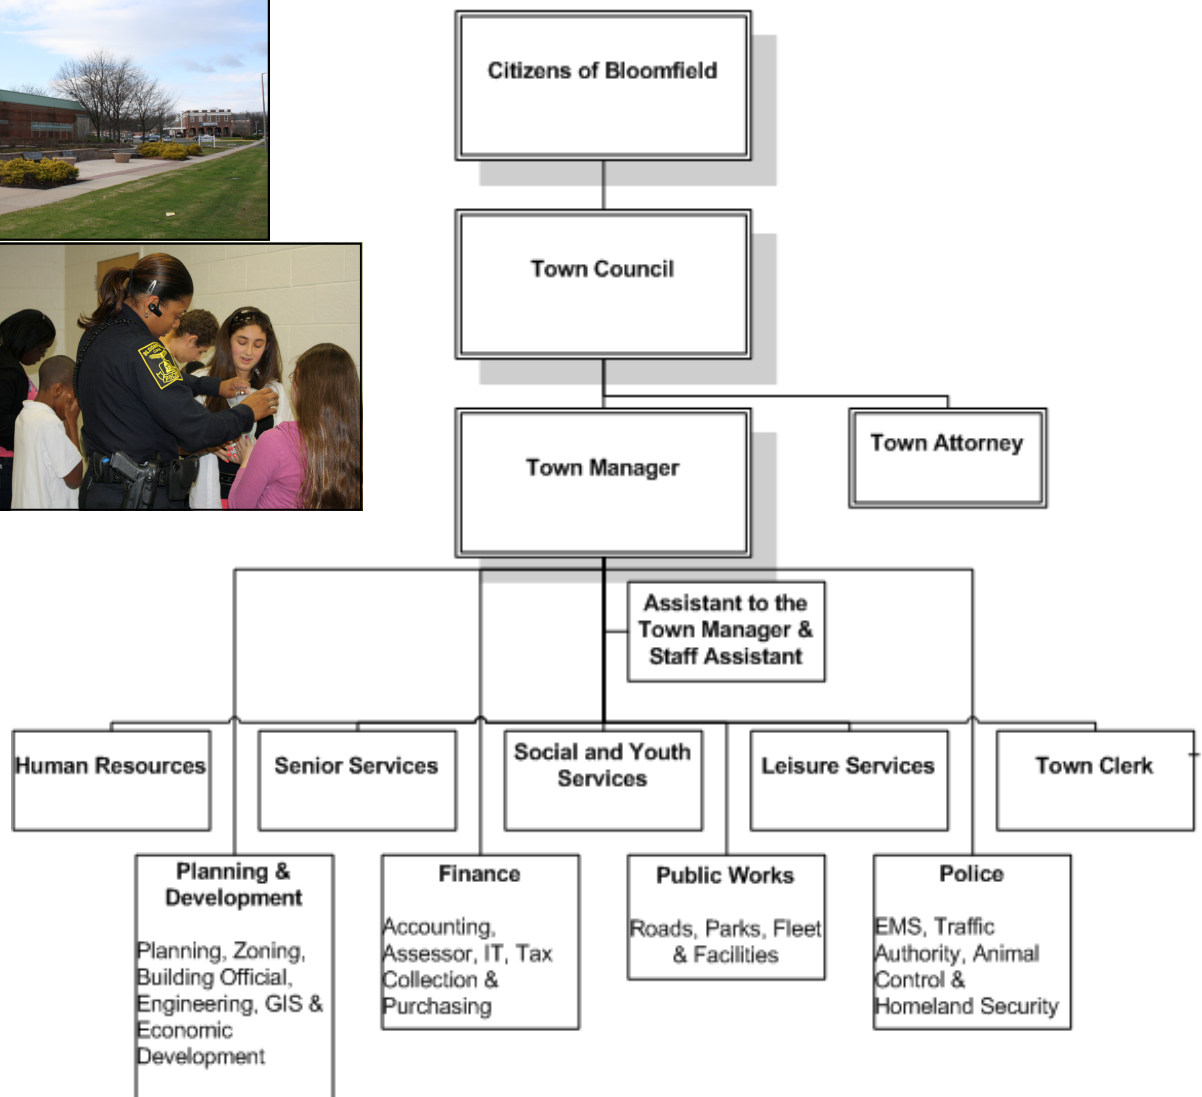 Citizens of Bloomfield
Town Council
Town Manager
Town Attorney
Assistant to the
Town Manager &
Staff Assistant
Human Resources
Senior Services
Social and Youth
Services
Leisure Services
Town Clerk
Planning &
Development
Planning, Zoning,
Building Official,
Engineering, GIS &
Economic
Development
Finance
Accounting,
Assessor, IT, Tax
Collection &
Purchasing
Public Works
Roads, Parks, Fleet
& Facilities
Police
EMS, Traffic
Authority, Animal
Control &
Homeland Security